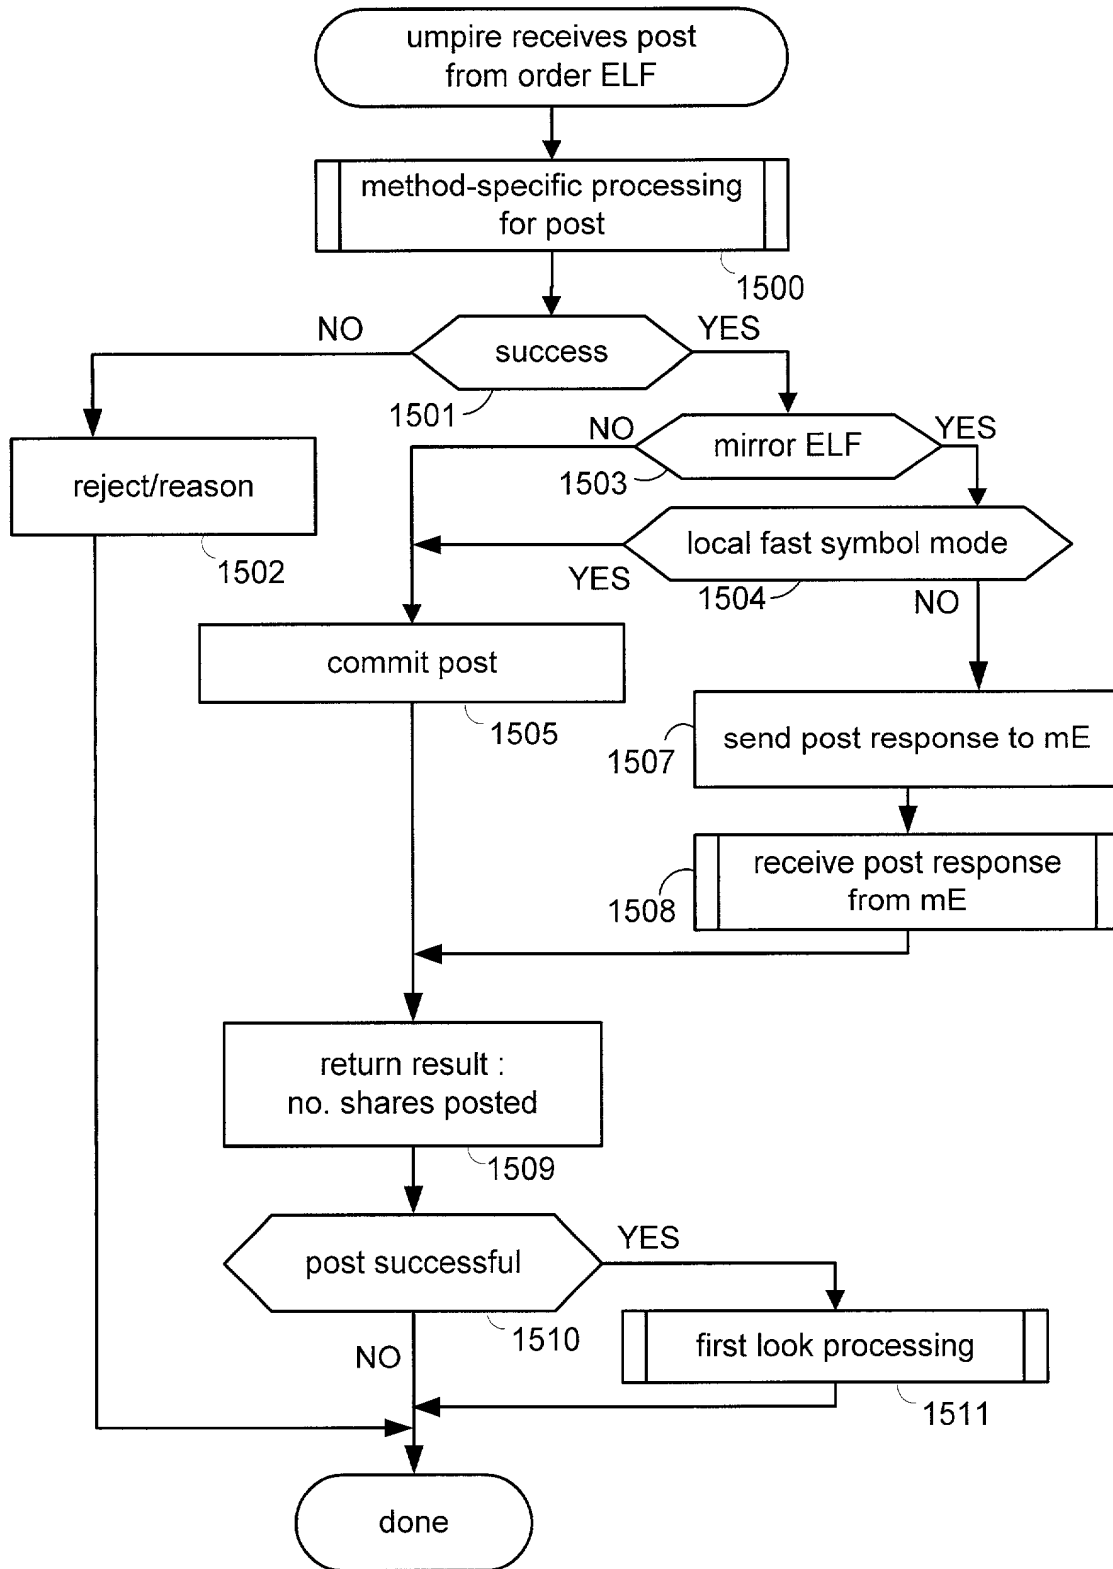 umpire receives post
from order ELF
method-specific processing
for post
1500
NO
YES
success
1501
NO
mirror ELF
YES
1503
reject/reason
1502
local fast symbol mode
YES
1504
NO
commit post
1505
send post response to mE
1507
receive post response
from mE
1508
return result :
no. shares posted
1509
post successful
YES
1510
NO
first look processing
1511
done